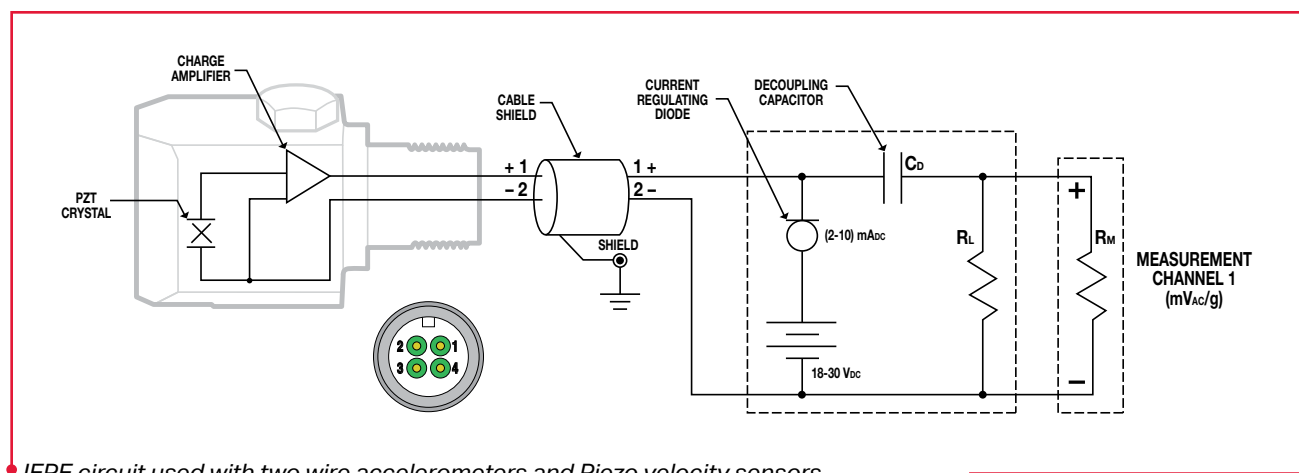 CHARGE
AMPLIFIER
CABLE
SHIELD
CURRENT
REGULATING
DIODE
DECOUPLING
CAPACITOR
PZT
CRYSTAL
+ 1
– 2
1 +
2 –
SHIELD
CD
(2-10) mADC
18-30 VDC
RL
RM
+
–
MEASUREMENT
CHANNEL 1
(mVAC/g)
2 1
3 4
IEPE circuit used with two wire accelerometers and Piezo velocity sensors